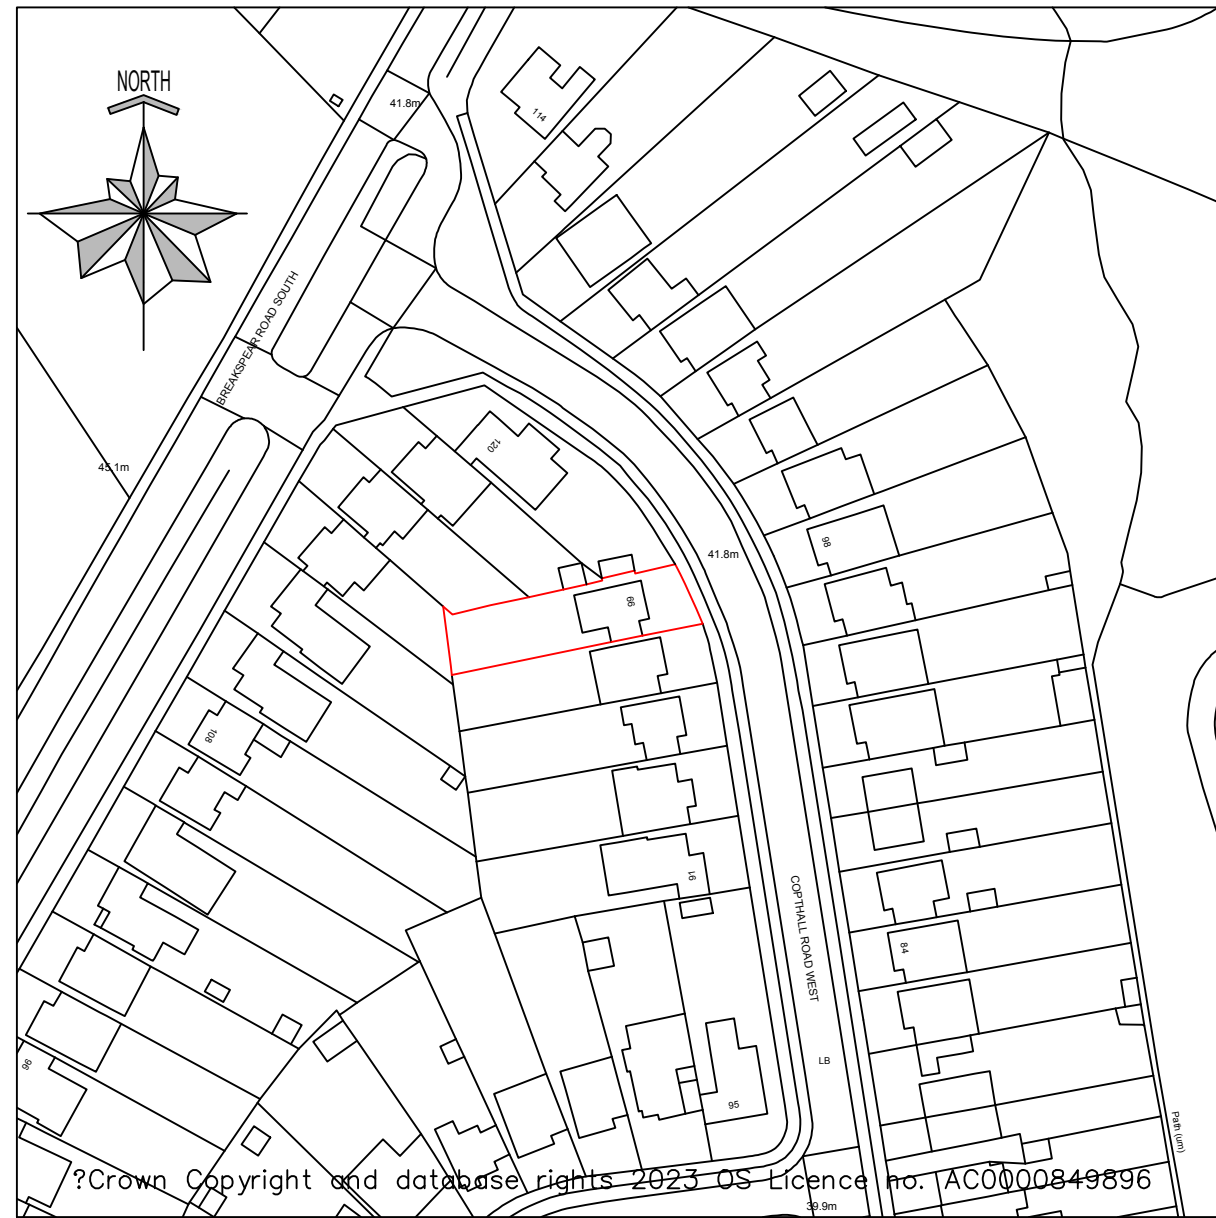 NORTH
41.8m
114
BREAKSPEAR ROAD SOUTH
120
45.1m
98
41.8m
99
108
91
COPTHALL ROAD WEST
84
LB
96
95
Path (um)
?Crown Copyright and database rights 2023 OS Licence no. AC0000849896
39.9m